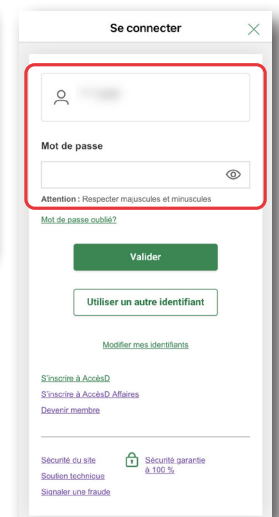 Se connecter
Mot de passe
Attention : Respecter majuscules et minuscules
Mot de passe oublié?
Valider
Utiliser un autre identifiant
Modifier mes identifiants
S'inscrire à AccèsD
S'inscrire à AccèsD Affaires
Devenir membre
Sécurité du site
Sécurité garantie
à 100 %
Soutien technique
Signaler une fraude